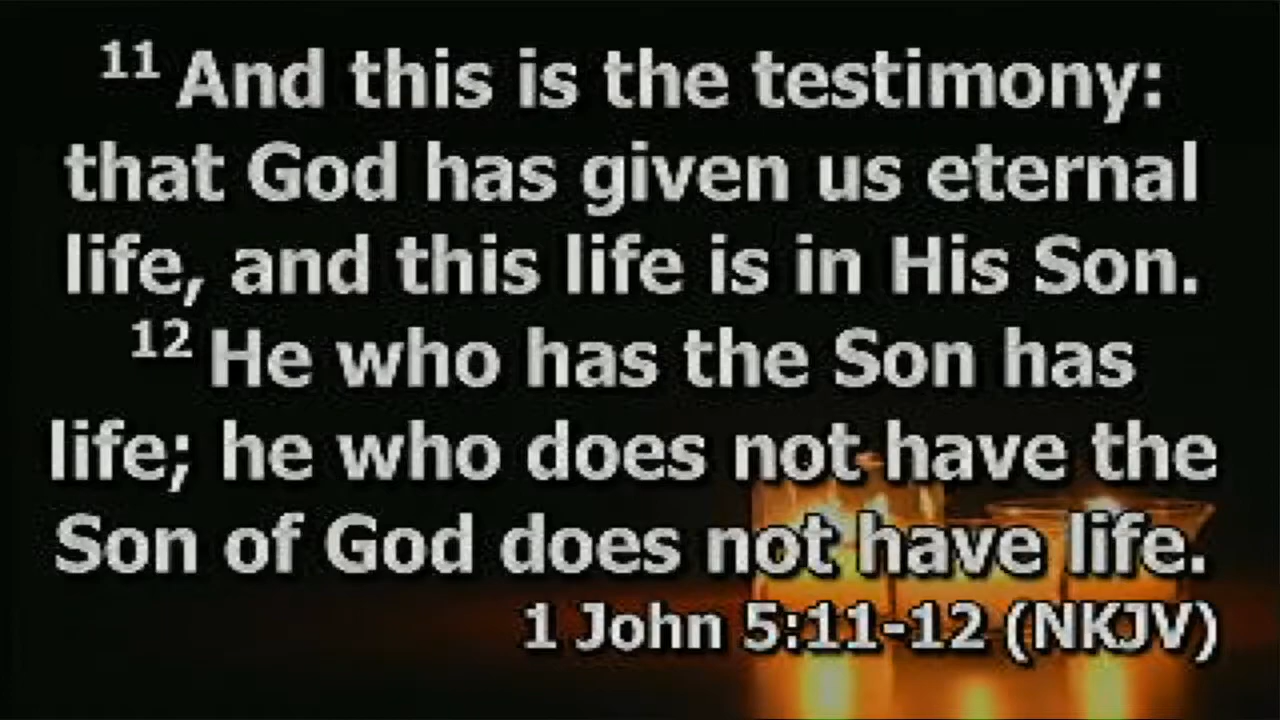 11 And this is the testimony:
that God has given us eternal
life, and this life is in His Son.
12 He who has the Son has
life; he who does not have the
Son of God does not have life.
1 John 5:11-12 (NKJV)